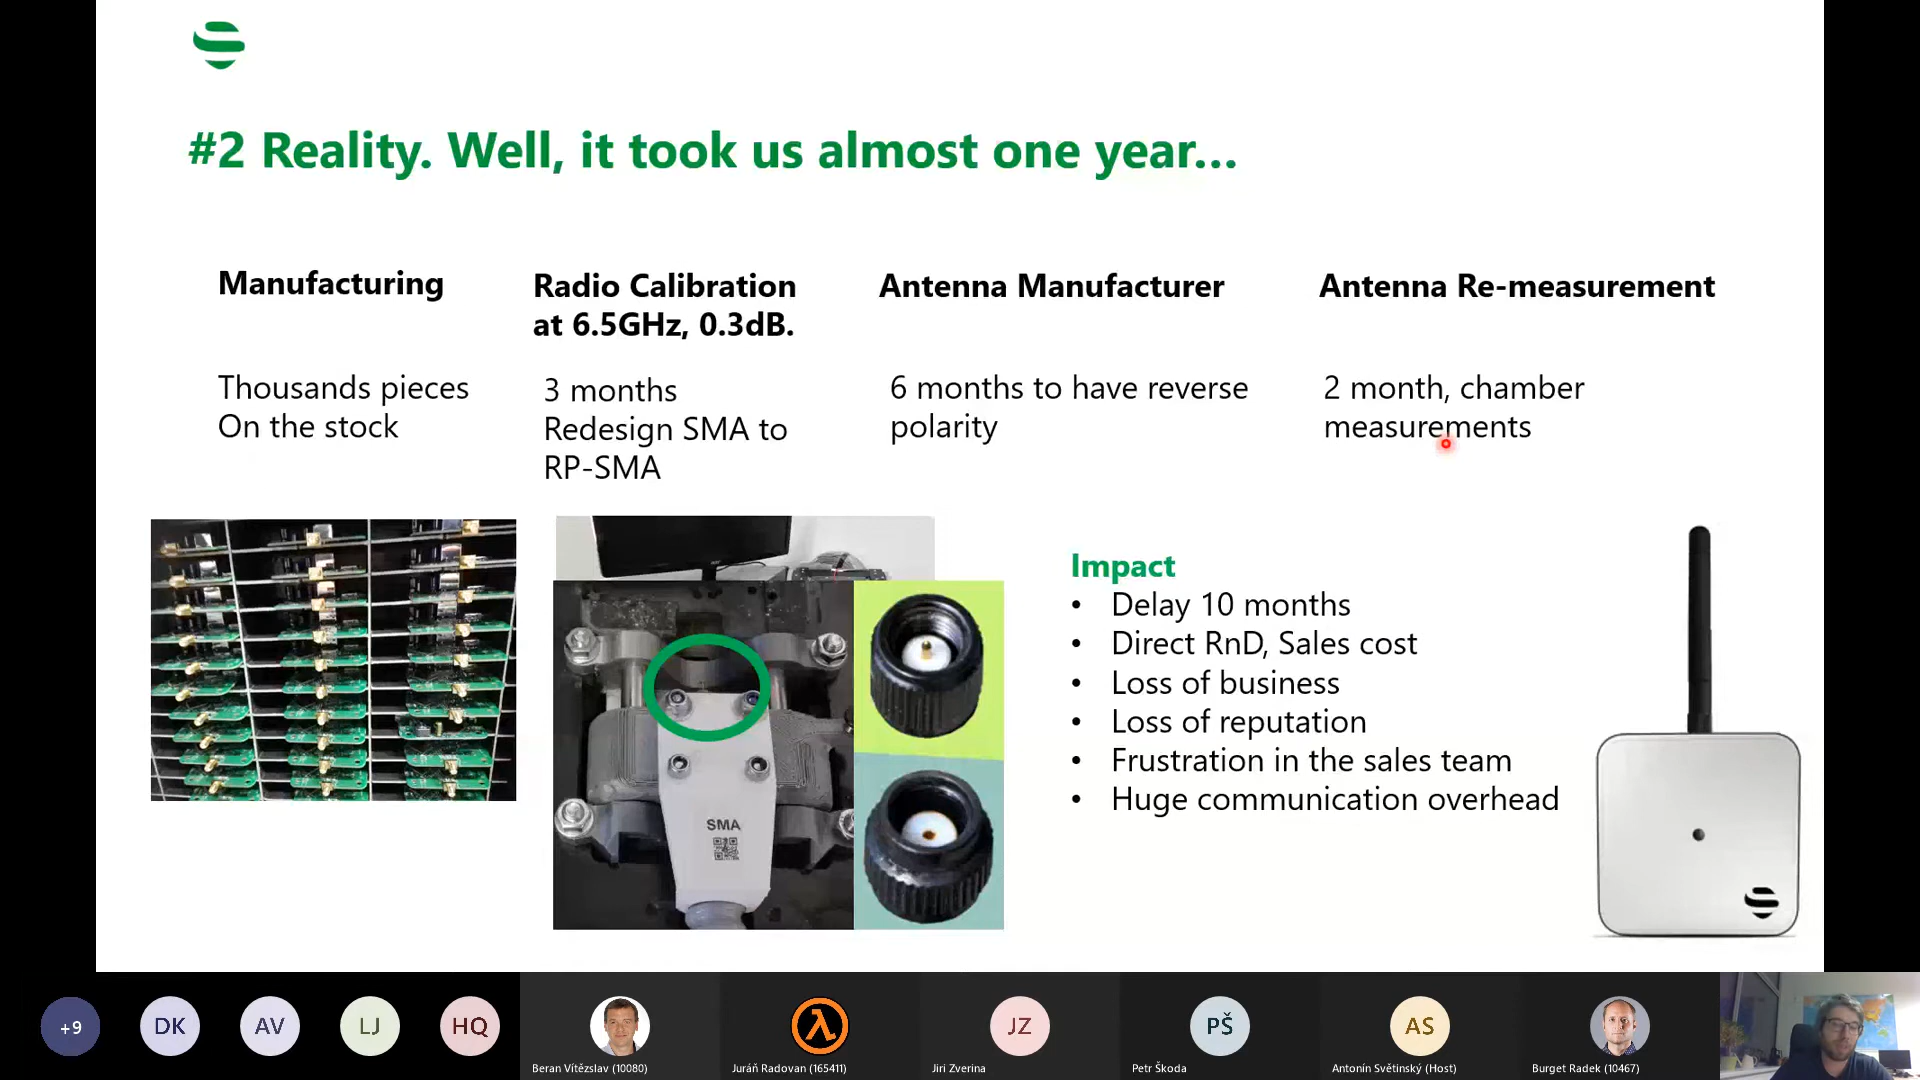 #2 Reality. Well, it took us almost one year...
Manufacturing
Thousands pieces
On the stock
Radio Calibration
at 6.5GHz, 0.3dB.
3 months
Redesign SMA to
RP-SMA
Antenna Manufacturer
6 months to have reverse
polarity
Antenna Re-measurement
2 month, chamber
measurements
SMA
Impact
• Delay 10 months
• Direct RnD, Sales cost
• Loss of business
• Loss of reputation
• Frustration in the sales team
• Huge communication overhead
+9
DK
AV
LJ
HQ
Beran Vítězslav (10080)
Juráň Radovan (165411)
JZ
Jiri Zverina
PŠ
Petr Škoda
AS
Antonín Světinský (Host)
Burget Radek (10467)